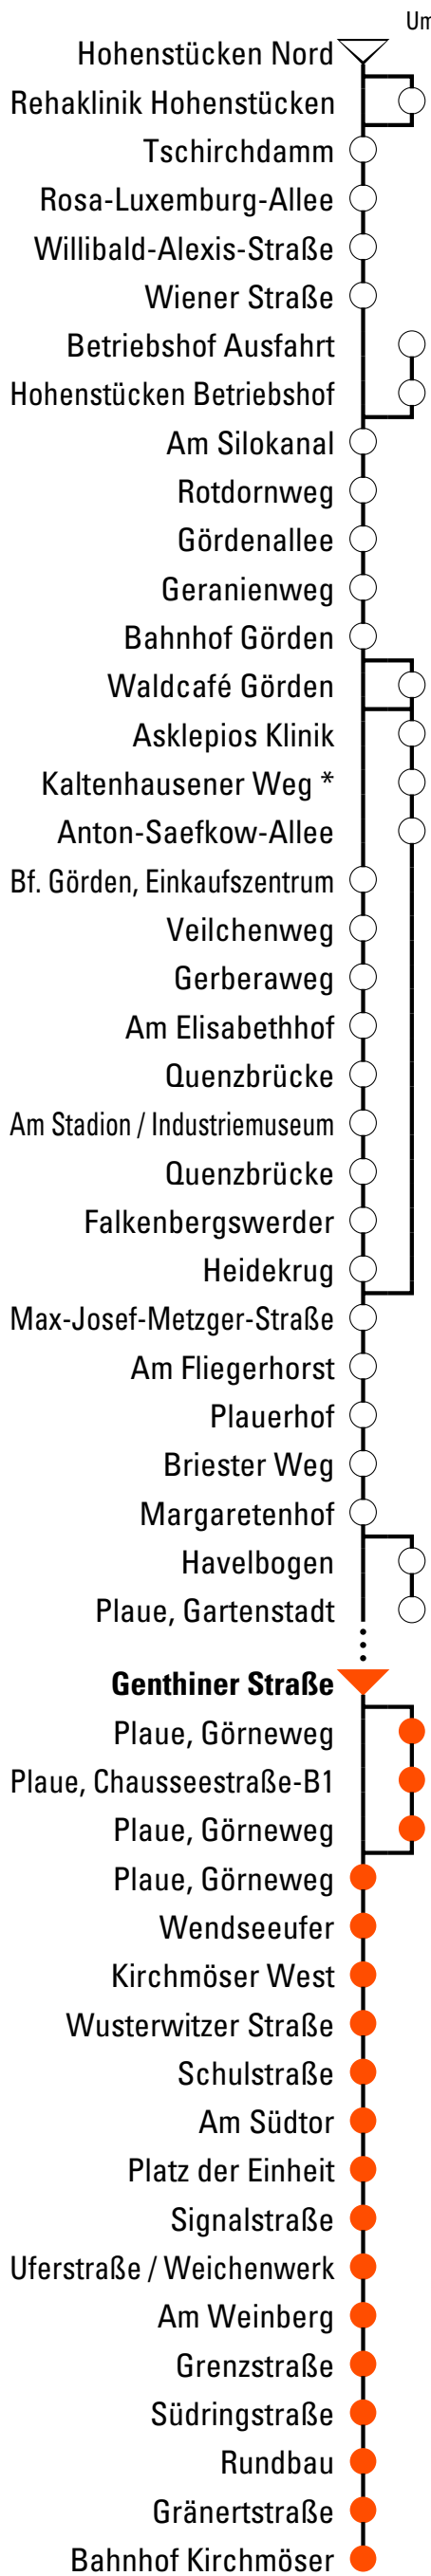 Um
Hohenstücken Nord
Rehaklinik Hohenstücken
Tschirchdamm
Rosa-Luxemburg-Allee
Willibald-Alexis-Straße
Wiener Straße
Betriebshof Ausfahrt
Hohenstücken Betriebshof
Am Silokanal
Rotdornweg
Gördenallee
Geranienweg
Bahnhof Görden
Waldcafé Görden
Asklepios Klinik
Kaltenhausener Weg *
Anton-Saefkow-Allee
Bf. Görden, Einkaufszentrum
Veilchenweg
Gerberaweg
Am Elisabethhof
Quenzbrücke
Am Stadion / Industriemuseum
Quenzbrücke
Falkenbergswerder
Heidekrug
Max-Josef-Metzger-Straße
Am Fliegerhorst
Plauerhof
Briester Weg
Margaretenhof
Havelbogen
Plaue, Gartenstadt
Genthiner Straße
Plaue, Görneweg
Plaue, Chausseestraße-B1
Plaue, Görneweg
Plaue, Görneweg
Wendseeufer
Kirchmöser West
Wusterwitzer Straße
Schulstraße
Am Südtor
Platz der Einheit
Signalstraße
Uferstraße / Weichenwerk
Am Weinberg
Grenzstraße
Südringstraße
Rundbau
Gränertstraße
Bahnhof Kirchmöser